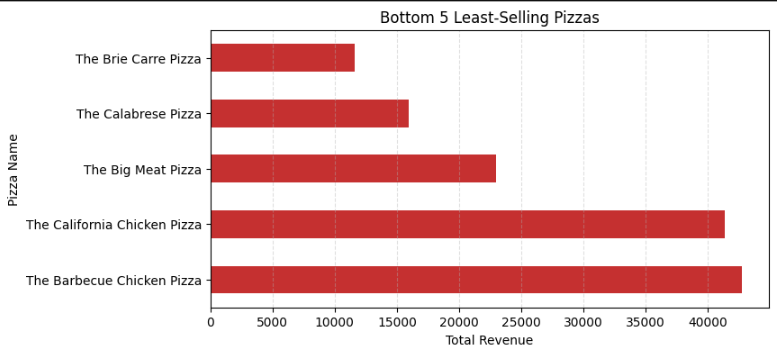 Bottom 5 Least-Selling Pizzas
Pizza Name
The Brie Carre Pizza
The Calabrese Pizza
The Big Meat Pizza
The California Chicken Pizza
The Barbecue Chicken Pizza
0 5000 10000 15000 20000 25000 30000 35000 40000
Total Revenue